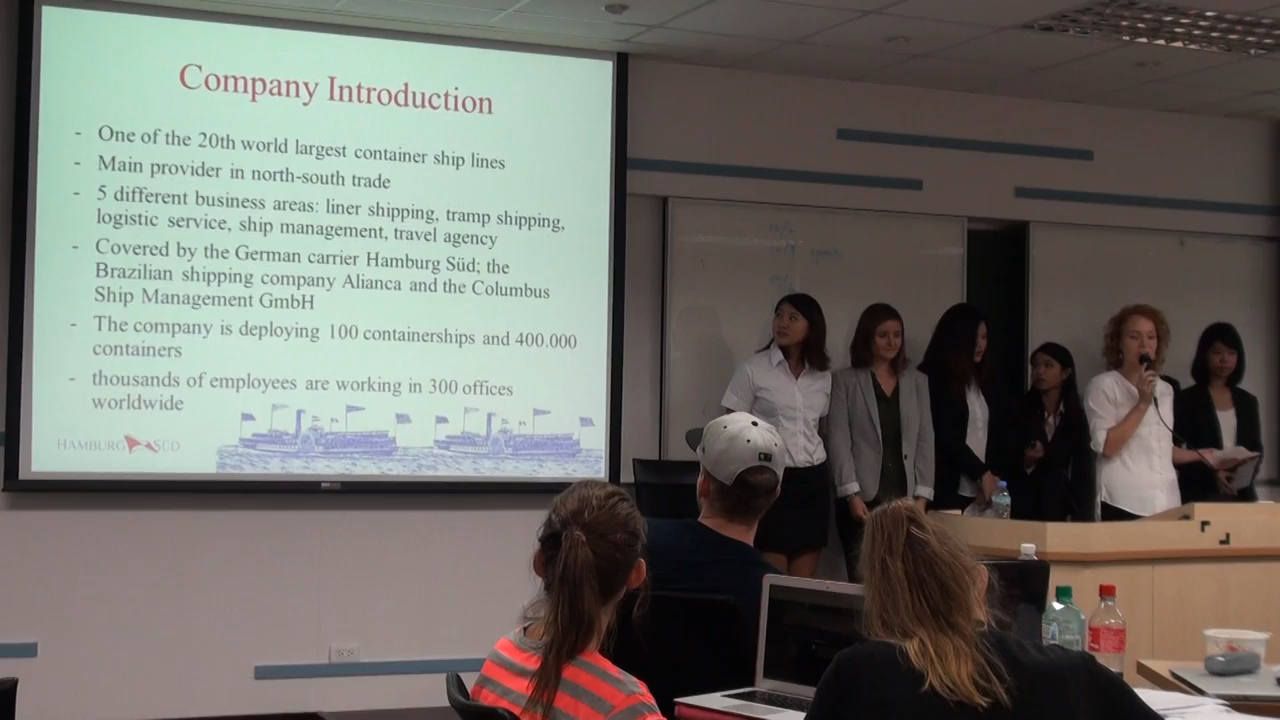 Company Introduction
- One of the 20th world largest container ship lines
- Main provider in north-south trade
- 5 different business areas: liner shipping, tramp shipping,
logistic service, ship management, travel agency
- Covered by the German carrier Hamburg Süd; the
Brazilian shipping company Alianca and the Columbus
Ship Management GmbH
- The company is deploying 100 containerships and 400.000
containers
- thousands of employees are working in 300 offices
worldwide
HAMBURG SÜD